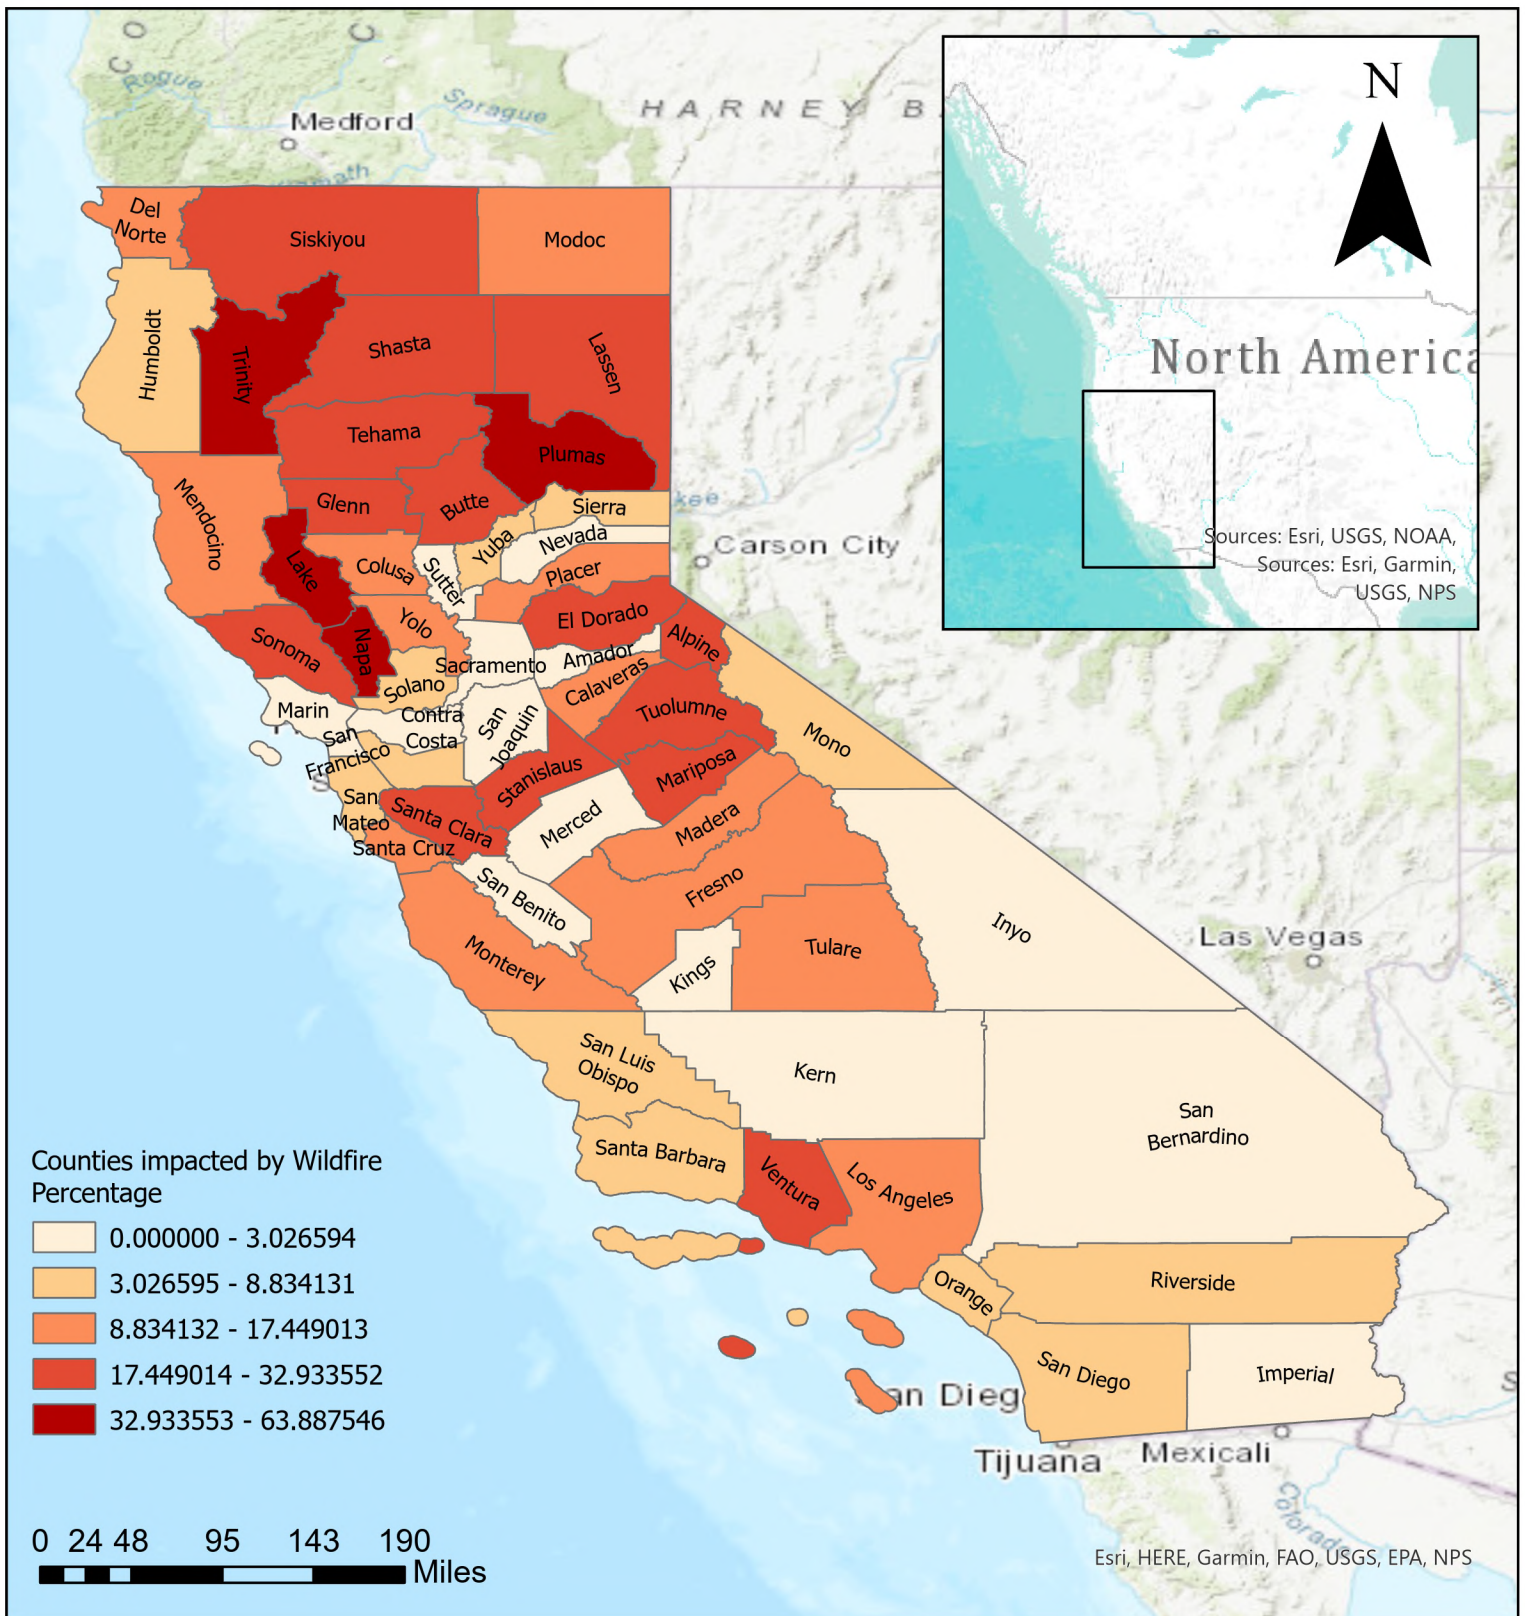 Rogue
Medford
Sprague
HARNEY B
N
North America
Sources: Esri, USGS, NOAA,
Sources: Esri, Garmin,
USGS, NPS
Del
Norte
Siskiyou
Modoc
Humboldt
Trinity
Shasta
Lassen
Tehama
Plumas
Mendocino
Glenn
Butte
Sierra
kee
Yuba
Nevada
Carson City
Lake
Colusa
Sutter
Placer
Sonoma
Napa
Yolo
El Dorado
Alpine
Sacramento
Amador
Solano
Calaveras
Marin
Contra
Costa
San
Joaquin
Tuolumne
Mono
San
Francisco
Stanislaus
Mariposa
San
Mateo
Santa Clara
Merced
Madera
Santa Cruz
San Benito
Fresno
Inyo
Las Vegas
Monterey
Kings
Tulare
San Luis
Obispo
Kern
San
Bernardino
Santa Barbara
Ventura
Los Angeles
Orange
Riverside
San Diego
Imperial
an Dieg
Tijuana
Mexicali
Colorado
Counties impacted by Wildfire
Percentage
0.000000 - 3.026594
3.026595 - 8.834131
8.834132 - 17.449013
17.449014 - 32.933552
32.933553 - 63.887546
0 24 48 95 143 190
Miles
Esri, HERE, Garmin, FAO, USGS, EPA, NPS